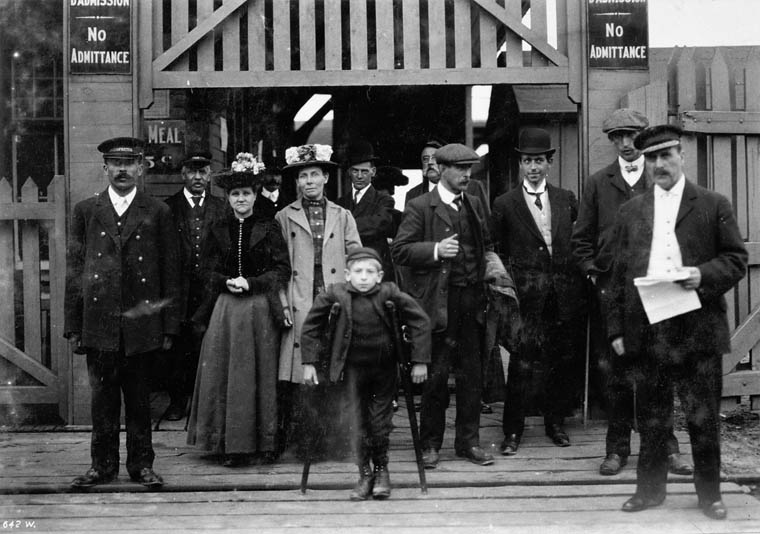 D'ADMISSION
NO
ADMITTANCE
D'ADMISSION
NO
ADMITTANCE
MEAL
642 W.